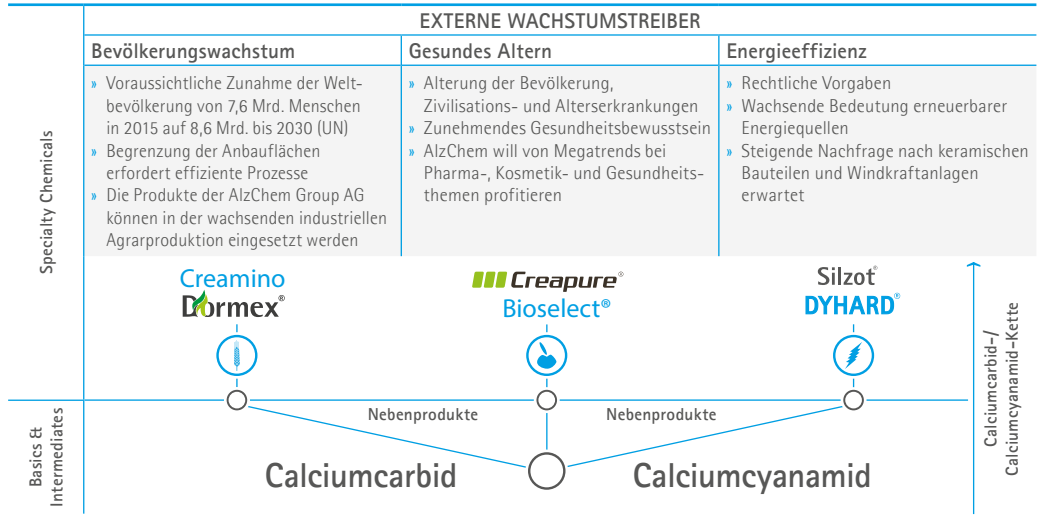 EXTERNE WACHSTUMSTREIBER
Bevölkerungswachstum
» Voraussichtliche Zunahme der Welt-
bevölkerung von 7,6 Mrd. Menschen
in 2015 auf 8,6 Mrd. bis 2030 (UN)
» Begrenzung der Anbauflächen
erfordert effiziente Prozesse
» Die Produkte der AlzChem Group AG
können in der wachsenden industriellen
Agrarproduktion eingesetzt werden
Gesundes Altern
» Alterung der Bevölkerung,
Zivilisations- und Alterserkrankungen
» Zunehmendes Gesundheitsbewusstsein
» AlzChem will von Megatrends bei
Pharma-, Kosmetik- und Gesundheits-
themen profitieren
Energieeffizienz
» Rechtliche Vorgaben
» Wachsende Bedeutung erneuerbarer
Energiequellen
» Steigende Nachfrage nach keramischen
Bauteilen und Windkraftanlagen
erwartet
Specialty Chemicals
Creamino
Dormex®
Creapure®
Bioselect®
Silzot®
DYHARD®
Nebenprodukte
Nebenprodukte
Basics &
Intermediates
Calciumcarbid
Calciumcyanamid
Calciumcarbid-/
Calciumcyanamid-Kette